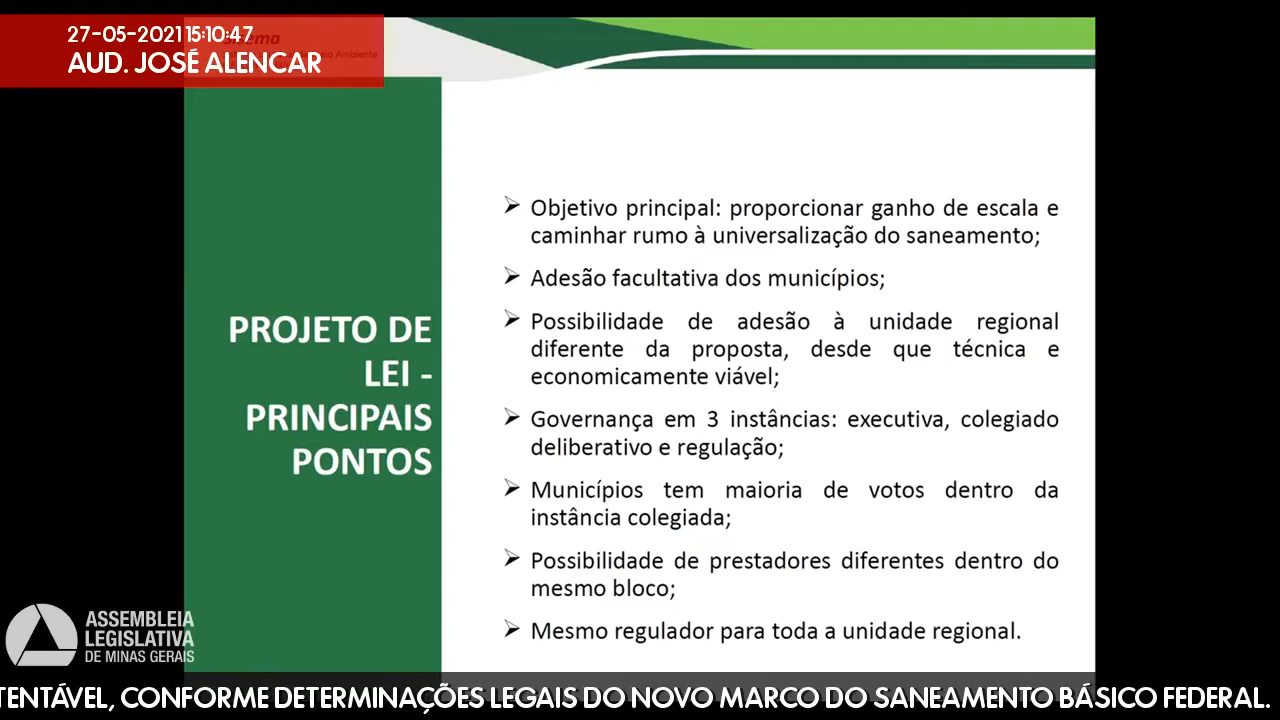 27-05-2021 15:10:47
AUD. JOSÉ ALENCAR
PROJETO DE
LEI -
PRINCIPAIS
PONTOS
Objetivo principal: proporcionar ganho de escala e
caminhar rumo à universalização do saneamento;
Adesão facultativa dos municípios;
Possibilidade de adesão à unidade regional
diferente da proposta, desde que técnica e
economicamente viável;
Governança em 3 instâncias: executiva, colegiado
deliberativo e regulação;
Municípios tem maioria de votos dentro da
instância colegiada;
Possibilidade de prestadores diferentes dentro do
mesmo bloco;
Mesmo regulador para toda a unidade regional.
ASSEMBLEIA
LEGISLATIVA
DE MINAS GERAIS
TENTÁVEL, CONFORME DETERMINAÇÕES LEGAIS DO NOVO MARCO DO SANEAMENTO BÁSICO FEDERAL.